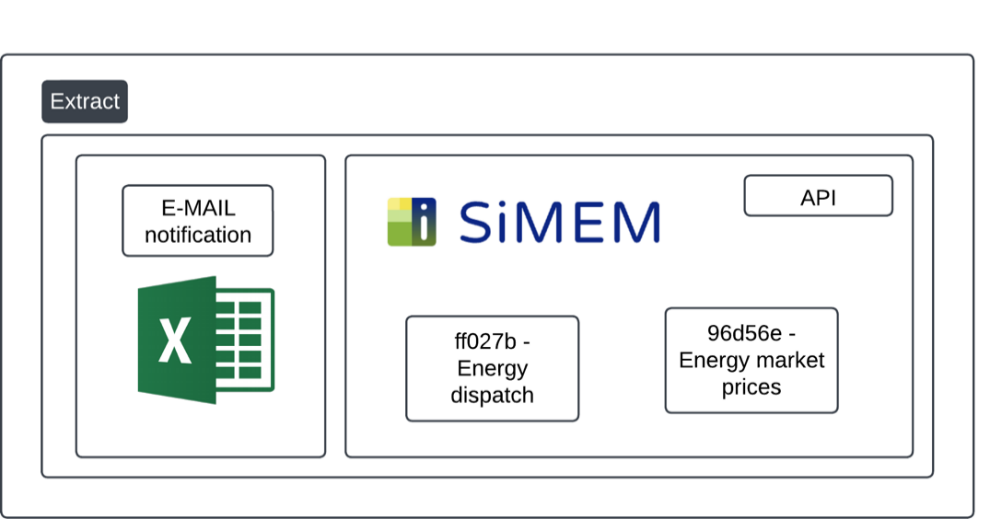 Extract
E-MAIL
notification
X
SiMEM
API
ff027b -
Energy
dispatch
96d56e -
Energy market
prices